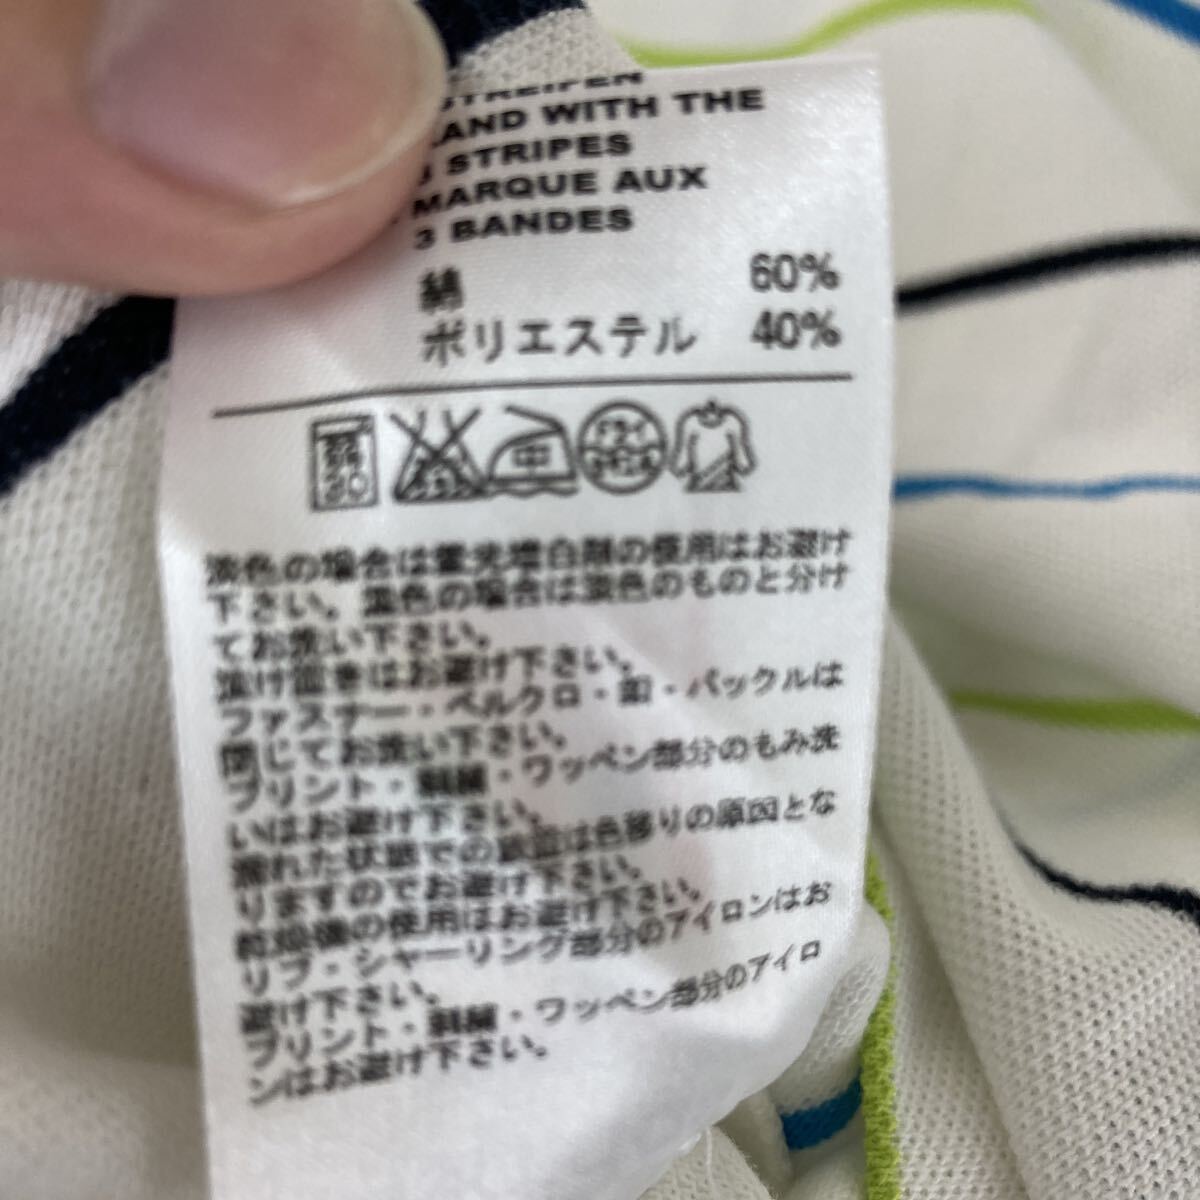 STREIFEN
AND WITH THE
3 STRIPES
MARQUE AUX
3 BANDES
綿 60%
ポリエステル 40%
中
淡色の場合は蛍光増白剤の使用はお避け
下さい。濃色の場合は淡色のものと分け
てお洗い下さい。
漬け置きはお避け下さい。
ファスナー・ベルクロ・釦・バックルは
閉じてお洗い下さい。
プリント・刺繍・ワッペン部分のもみ洗
いはお避け下さい。
濡れた状態での放置は色移りの原因とな
りますのでお避け下さい。
乾燥機の使用はお避け下さい。
リブ・シャーリング部分のアイロンはお
避け下さい。
プリント・刺繍・ワッペン部分のアイロ
ンはお避け下さい。